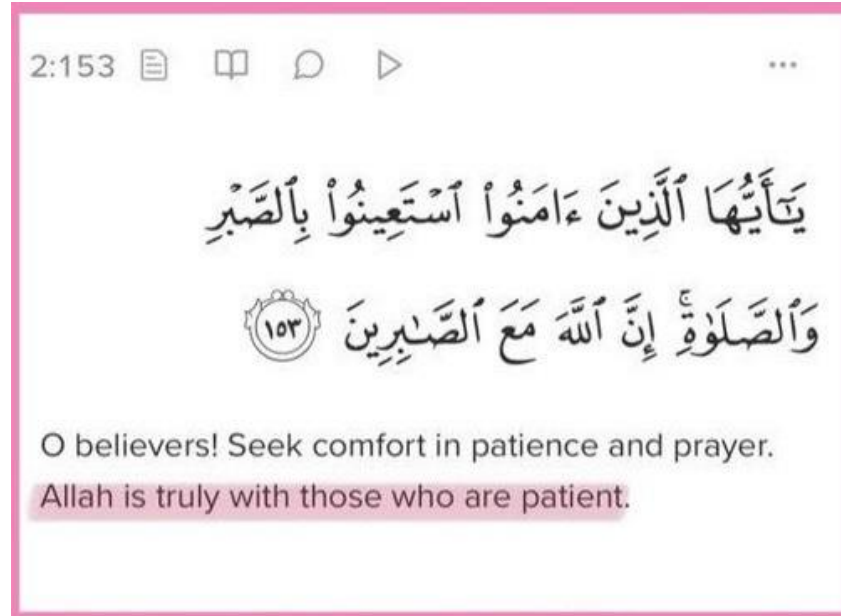 2:153
يَـٰٓأَيُّهَا ٱلَّذِينَ ءَامَنُوا۟ ٱسْتَعِينُوا۟ بِٱلصَّبْرِ
وَٱلصَّلَوٰةِ ۚ إِنَّ ٱللَّهَ مَعَ ٱلصَّـٰبِرِينَ ١٥٣
O believers! Seek comfort in patience and prayer.
Allah is truly with those who are patient.